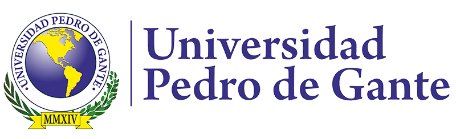 UNIVERSIDAD PEDRO DE GANTE
MMXIV
Universidad
Pedro de Gante